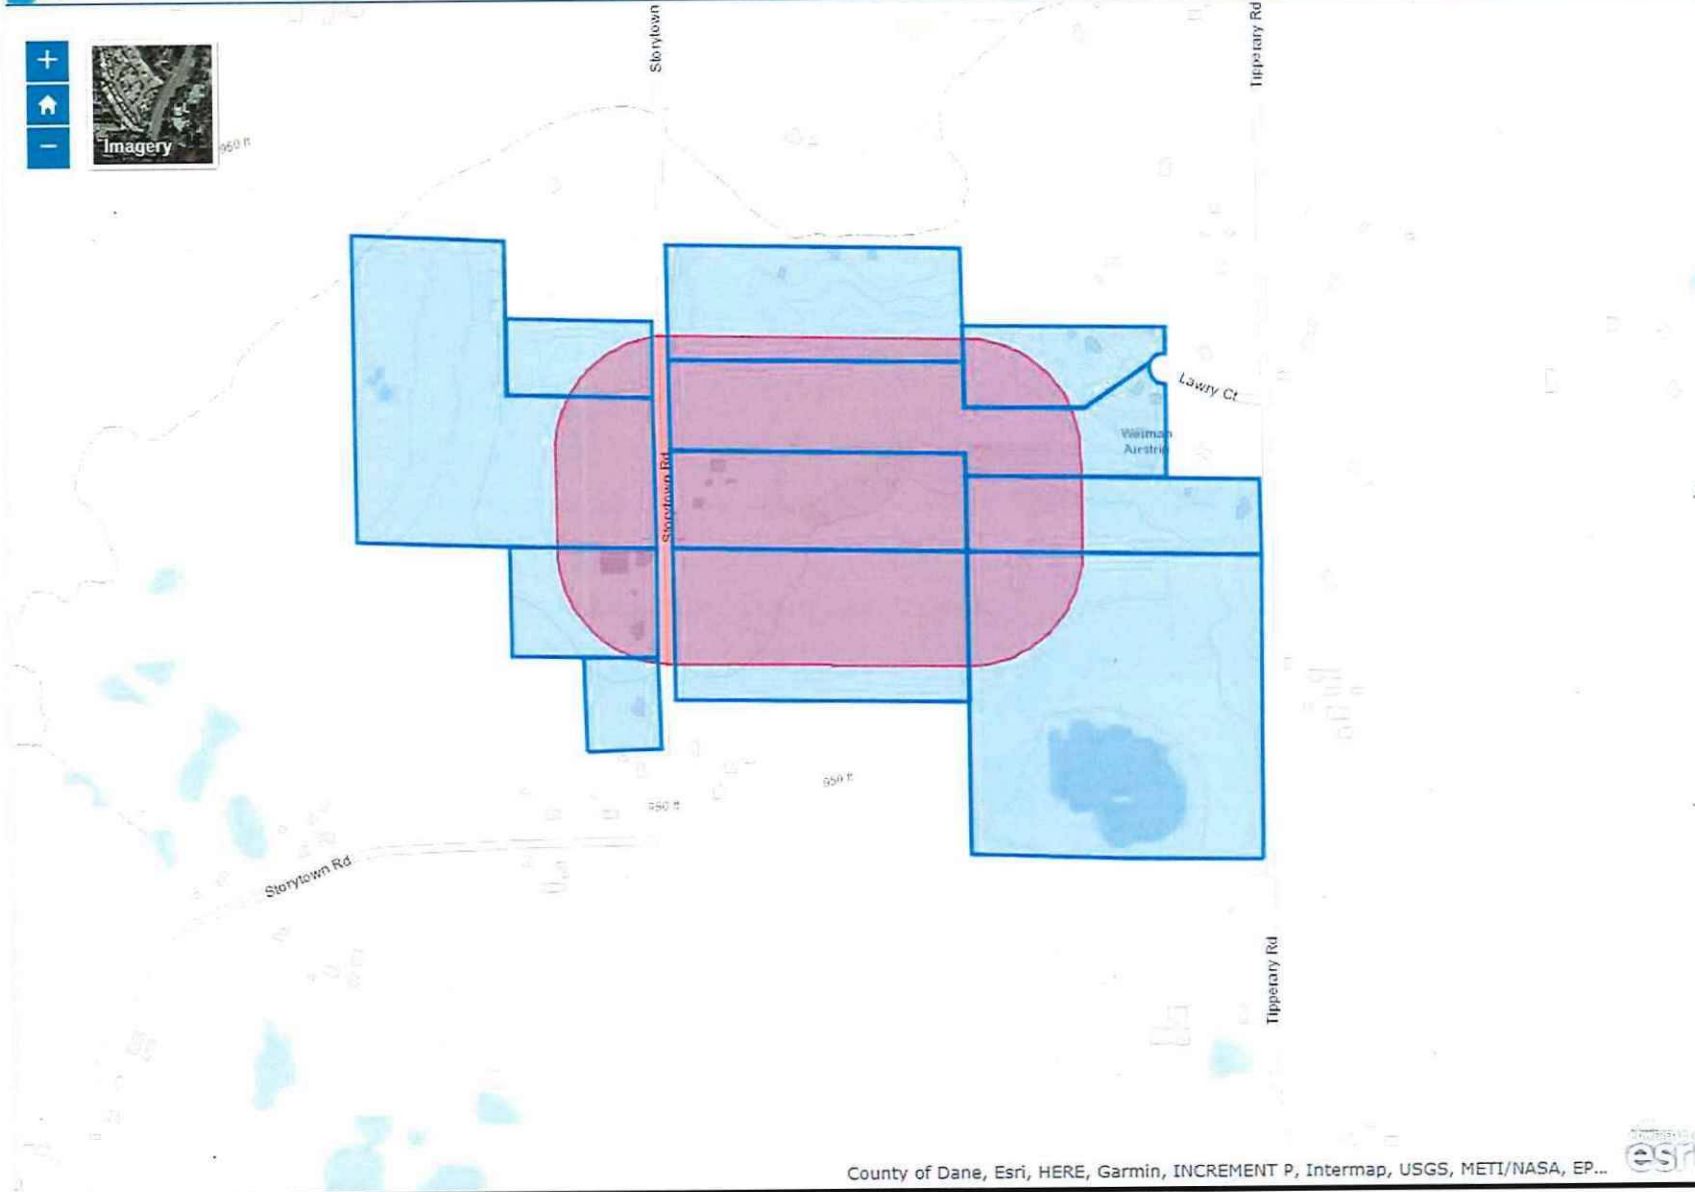 Storytown
Tipperary Rd
+
−
Imagery
950 ft
Lawry Ct
Storytown Rd
950 ft
950 ft
Storytown Rd
Tipperary Rd
County of Dane, Esri, HERE, Garmin, INCREMENT P, Intermap, USGS, METI/NASA, EP...
esri